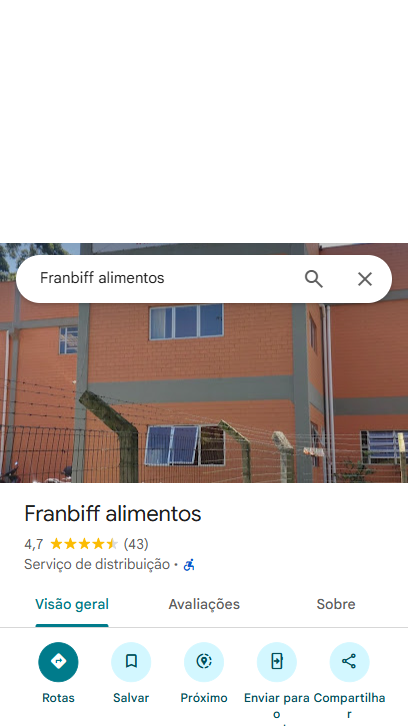 Franbiff alimentos
Franbiff alimentos
4,7 (43)
Serviço de distribuição ·
Visão geral Avaliações Sobre
Rotas Salvar Próximo Enviar para Compartilha
o r